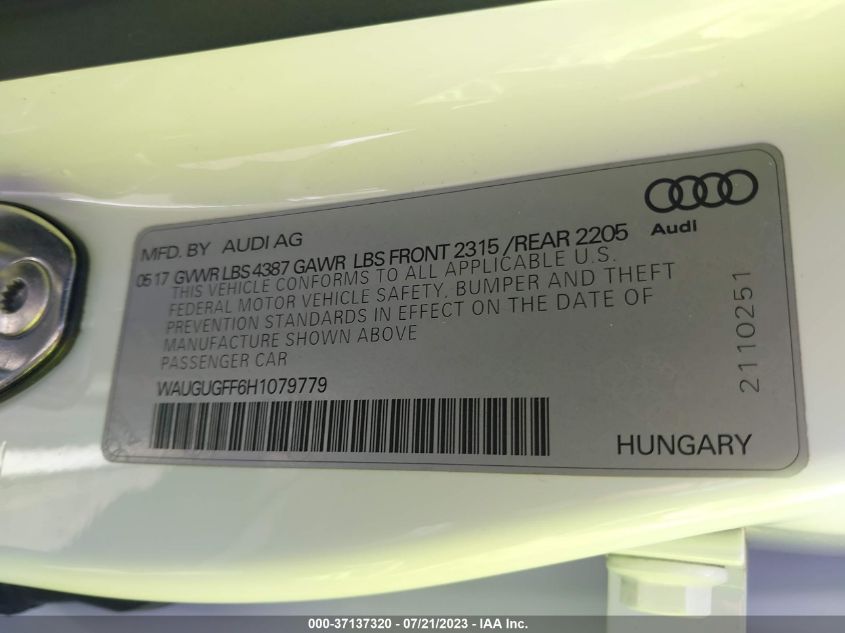 MFD. BY AUDI AG
Audi
0517 GVWR LBS 4387 GAWR LBS FRONT 2315 /REAR 2205
THIS VEHICLE CONFORMS TO ALL APPLICABLE U.S.
FEDERAL MOTOR VEHICLE SAFETY, BUMPER AND THEFT
PREVENTION STANDARDS IN EFFECT ON THE DATE OF
MANUFACTURE SHOWN ABOVE
PASSENGER CAR
WAUGUGFF6H1079779
HUNGARY
2110251
000-37137320 - 07/21/2023 - IAA Inc.